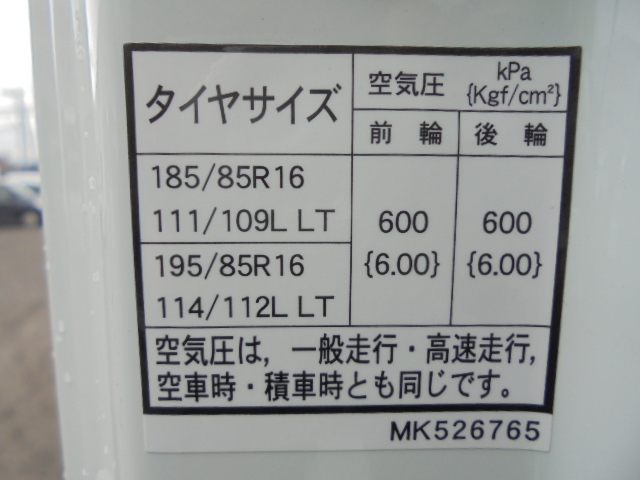 タイヤサイズ
空気圧 kPa
{Kgf/cm²}
前輪 後輪
185/85R16
111/109L LT
600 600
{6.00} {6.00}
195/85R16
114/112L LT
空気圧は，一般走行・高速走行，
空車時・積車時とも同じです。
MK526765